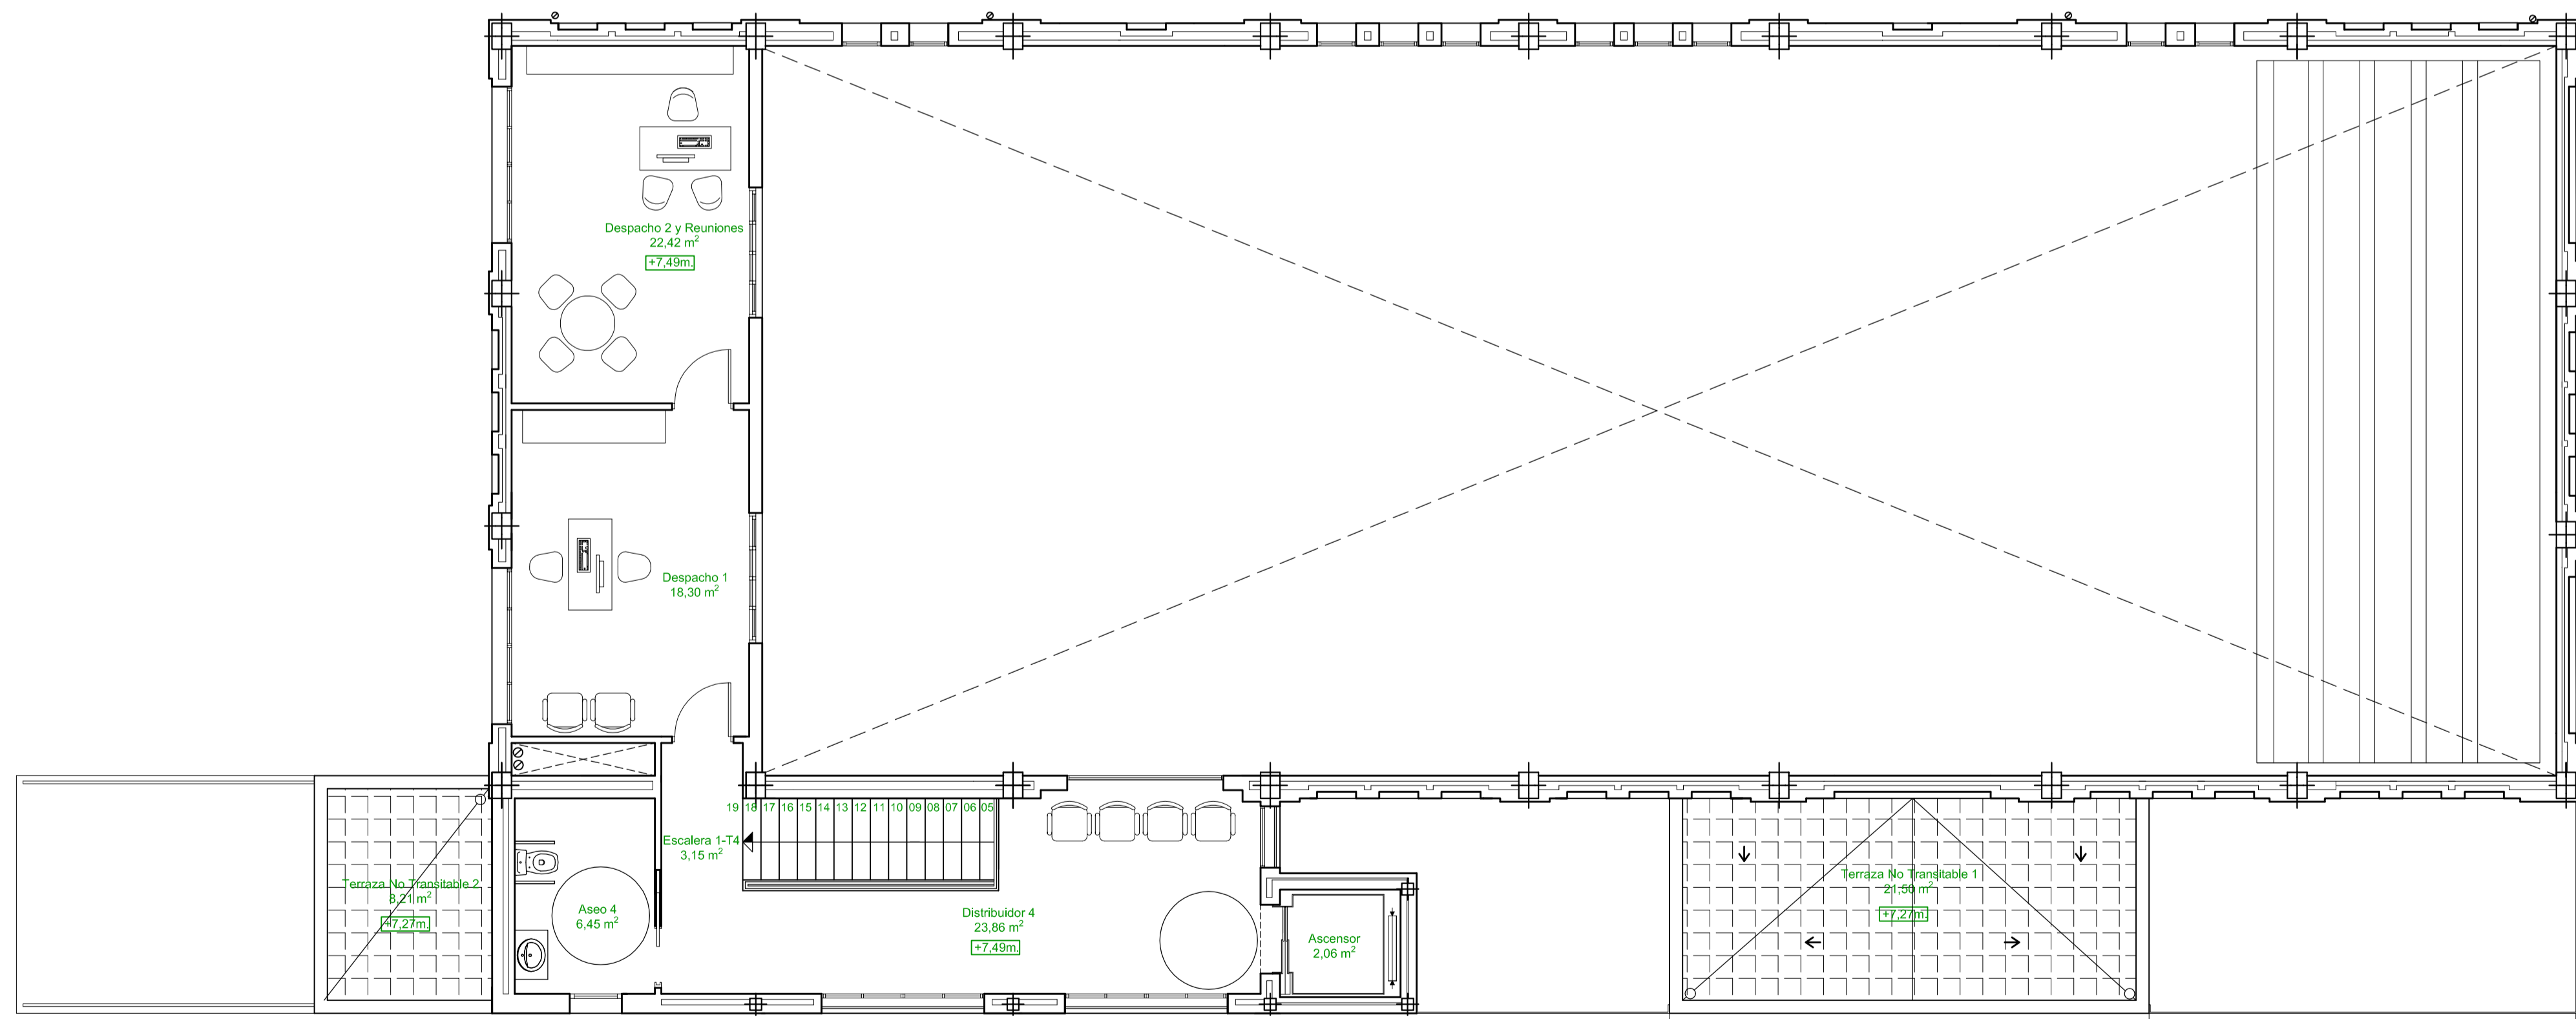 Despacho 2 y Reuniones
22,42 m²
+7,49m.
Despacho 1
18,30 m²
19 18 17 16 15 14 13 12 11 10 09 08 07 06 05
Escalera 1-T4
3,15 m²
Terraza No Transitable 2
8,21 m²
+7,27m.
Aseo 4
6,45 m²
Distribuidor 4
23,86 m²
+7,49m.
Ascensor
2,06 m²
Terraza No Transitable 1
21,50 m²
+7,27m.